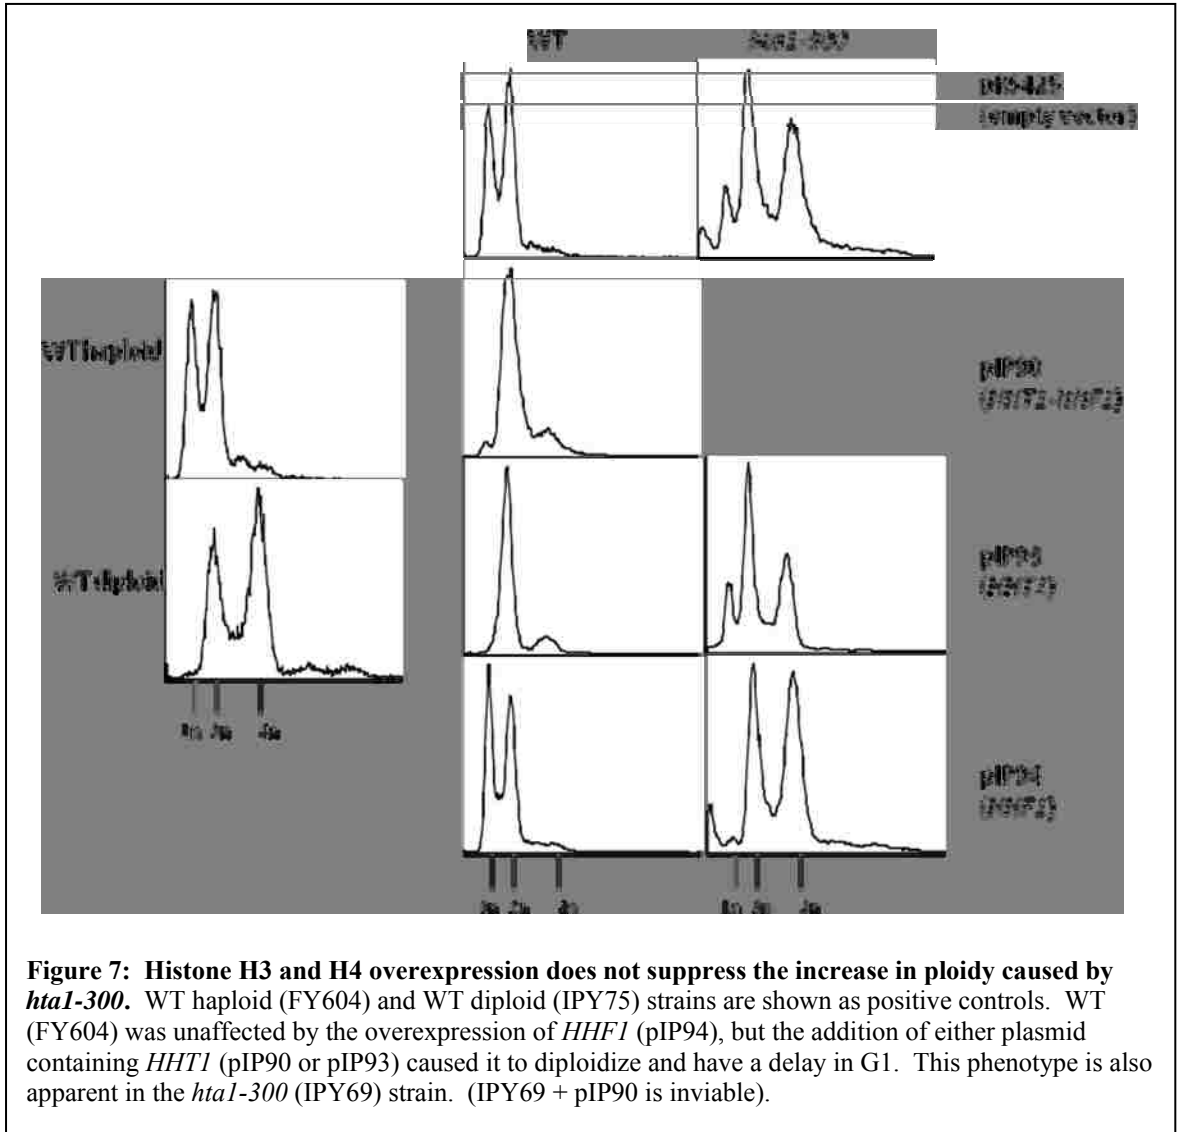 WT
hta1-300
(empty vector)
WT haploid
pIP90
WT diploid
pIP93
pIP94
Figure 7: Histone H3 and H4 overexpression does not suppress the increase in ploidy caused by
hta1-300. WT haploid (FY604) and WT diploid (IPY75) strains are shown as positive controls. WT
(FY604) was unaffected by the overexpression of HHF1 (pIP94), but the addition of either plasmid
containing HHT1 (pIP90 or pIP93) caused it to diploidize and have a delay in G1. This phenotype is also
apparent in the hta1-300 (IPY69) strain. (IPY69 + pIP90 is inviable).